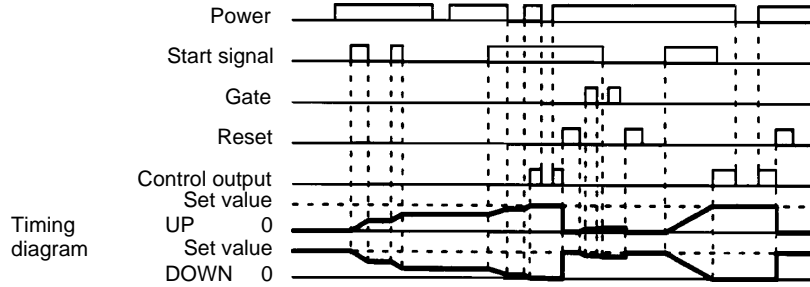 Power
Start signal
Gate
Reset
Control output
Set value
UP 0
Timing diagram
Set value
DOWN 0